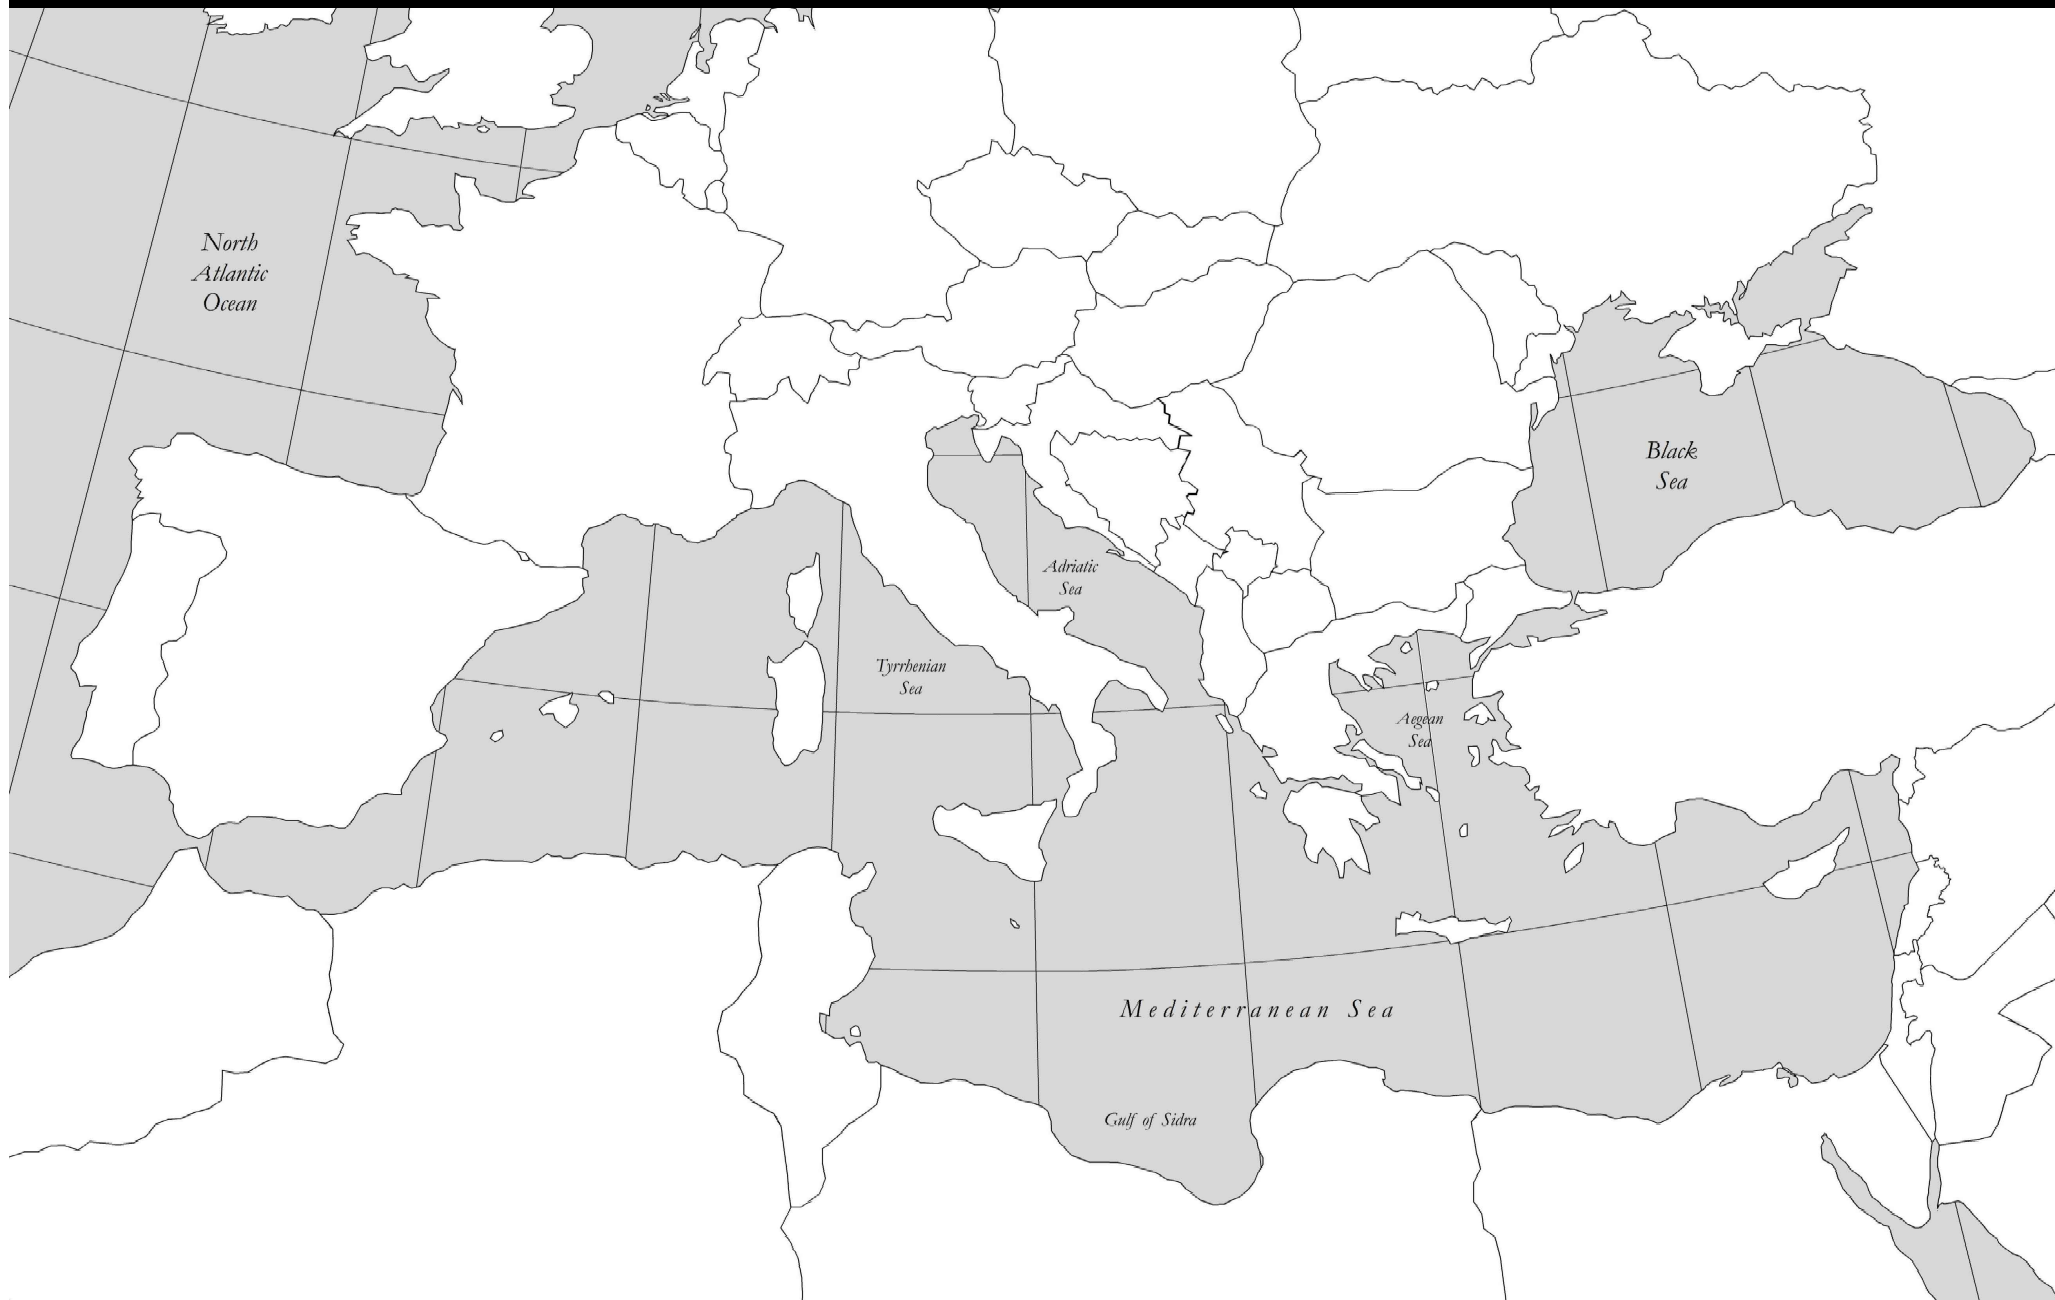 North
Atlantic
Ocean
Black
Sea
Adriatic
Sea
Tyrrhenian
Sea
Aegean
Sea
Mediterranean Sea
Gulf of Sidra